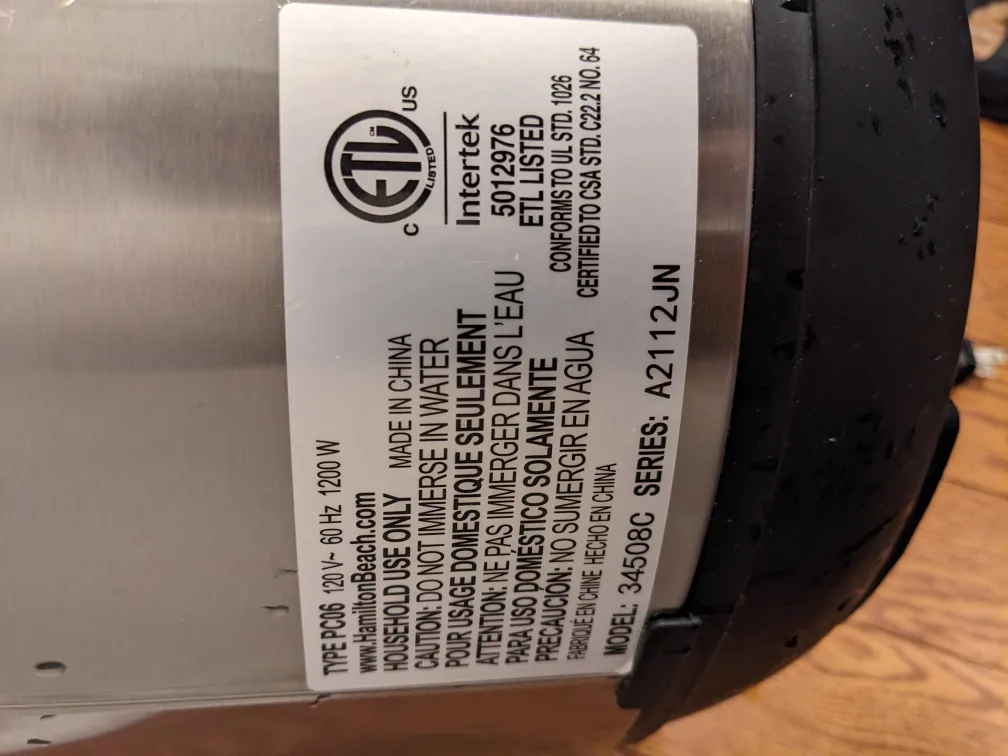 TYPE PC06 120 V~ 60 Hz 1200 W
www.HamiltonBeach.com
HOUSEHOLD USE ONLY MADE IN CHINA
CAUTION: DO NOT IMMERSE IN WATER
POUR USAGE DOMESTIQUE SEULEMENT
ATTENTION: NE PAS IMMERGER DANS L'EAU
PARA USO DOMÉSTICO SOLAMENTE
PRECAUCIÓN: NO SUMERGIR EN AGUA
FABRIQUÉ EN CHINE HECHO EN CHINA
MODEL: 34508C SERIES: A2112JN
ETL CM
LISTED
C US
Intertek
5012976
ETL LISTED
CONFORMS TO UL STD. 1026
CERTIFIED TO CSA STD. C22.2 NO. 64